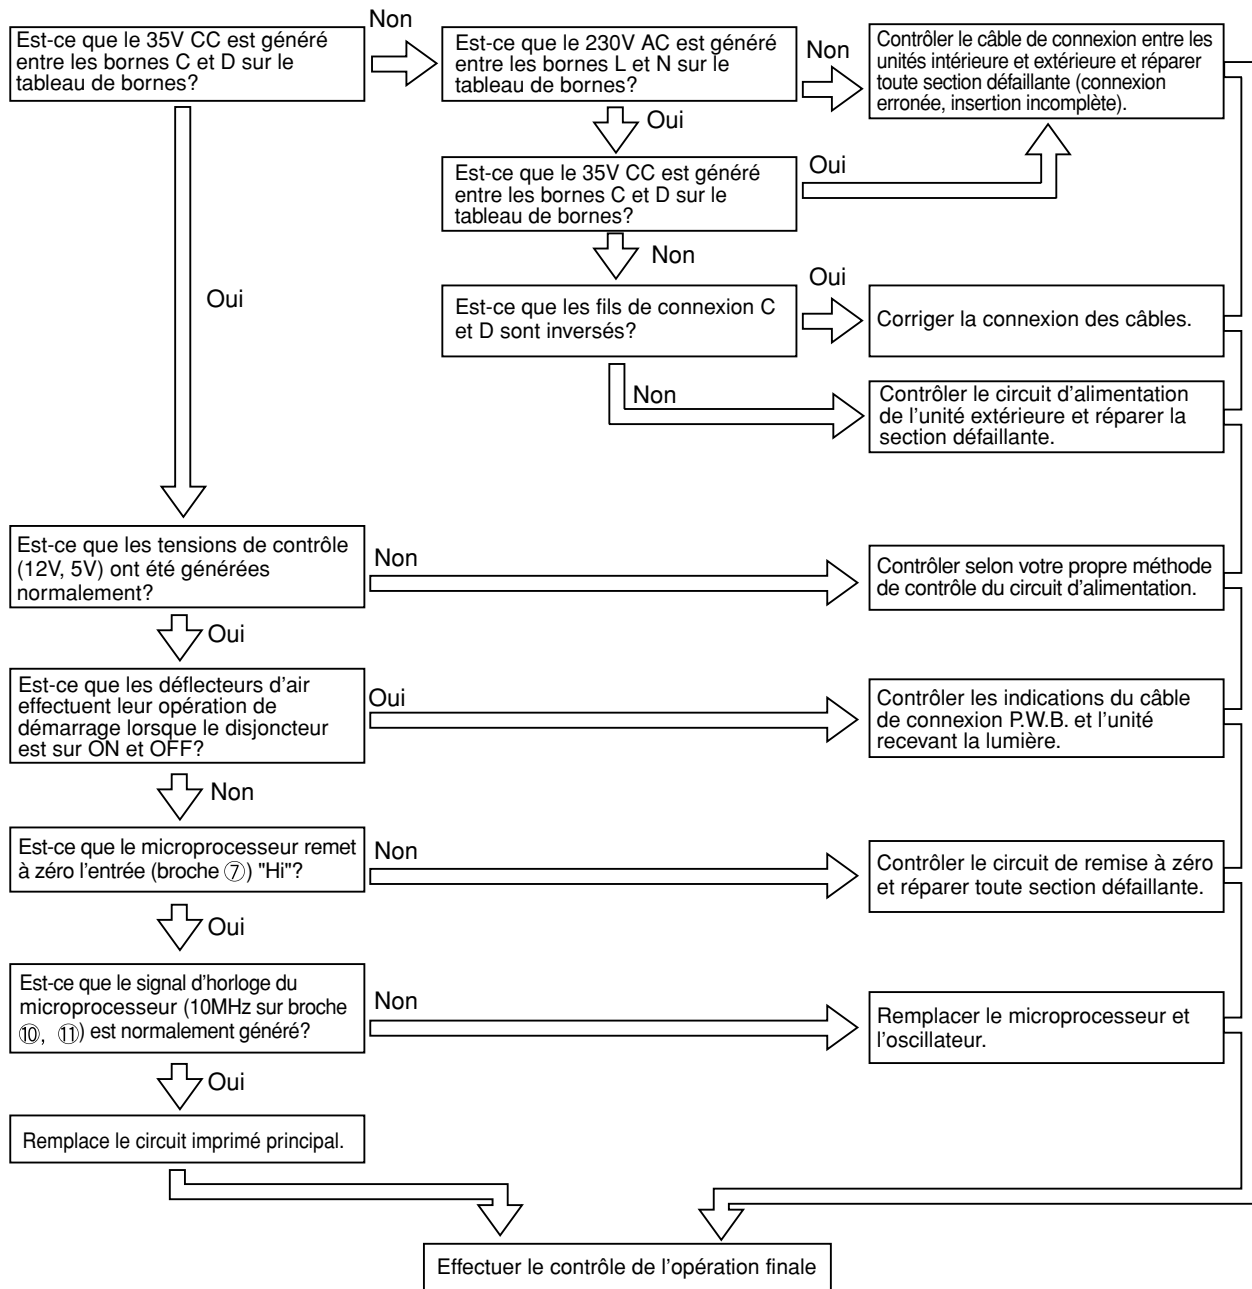 Est-ce que le 35V CC est généré
entre les bornes C et D sur le
tableau de bornes?
Non
Est-ce que le 230V AC est généré
entre les bornes L et N sur le
tableau de bornes?
Non
Contrôler le câble de connexion entre les
unités intérieure et extérieure et réparer
toute section défaillante (connexion
erronée, insertion incomplète).
Oui
Est-ce que le 35V CC est généré
entre les bornes C et D sur le
tableau de bornes?
Oui
Non
Oui
Est-ce que les fils de connexion C
et D sont inversés?
Oui
Corriger la connexion des câbles.
Non
Contrôler le circuit d'alimentation
de l'unité extérieure et réparer la
section défaillante.
Est-ce que les tensions de contrôle
(12V, 5V) ont été générées
normalement?
Non
Contrôler selon votre propre méthode
de contrôle du circuit d'alimentation.
Oui
Est-ce que les déflecteurs d'air
effectuent leur opération de
démarrage lorsque le disjoncteur
est sur ON et OFF?
Oui
Contrôler les indications du câble
de connexion P.W.B. et l'unité
recevant la lumière.
Non
Est-ce que le microprocesseur remet
à zéro l'entrée (broche ⑦) "Hi"?
Non
Contrôler le circuit de remise à zéro
et réparer toute section défaillante.
Oui
Est-ce que le signal d'horloge du
microprocesseur (10MHz sur broche
⑩, ⑪) est normalement généré?
Non
Remplacer le microprocesseur et
l'oscillateur.
Oui
Remplace le circuit imprimé principal.
Effectuer le contrôle de l'opération finale